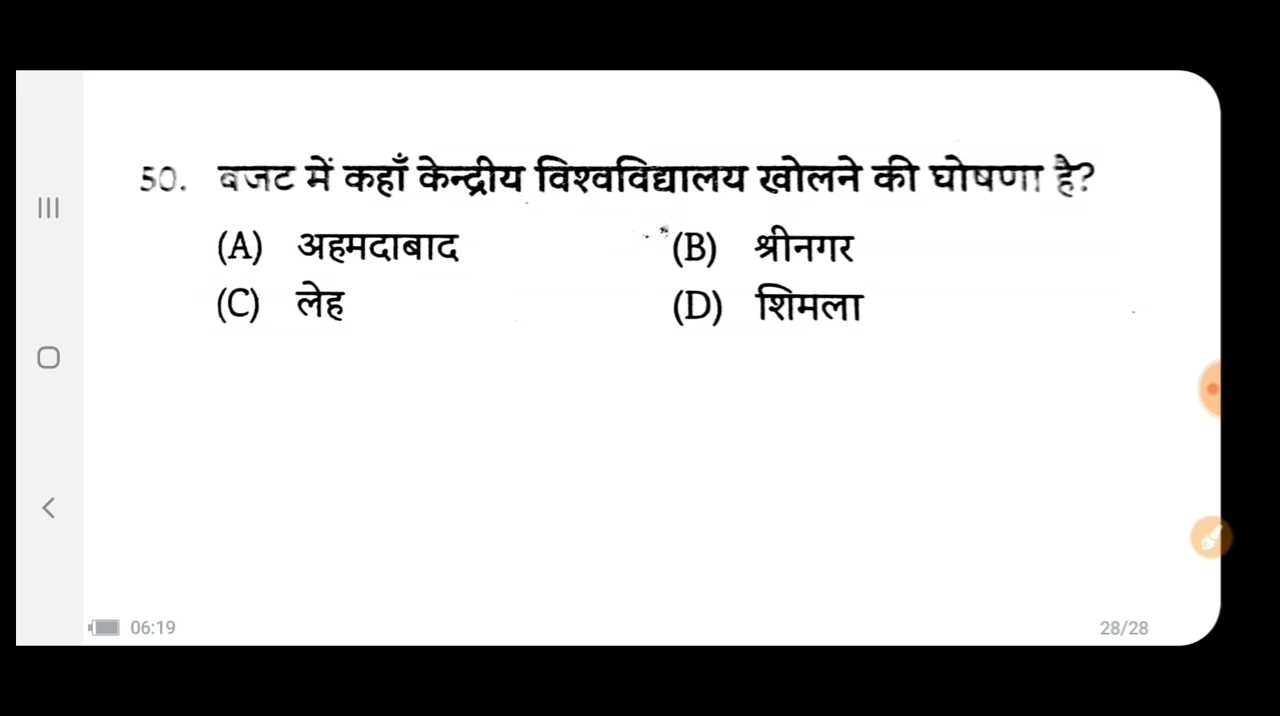 50. बजट में कहाँ केन्द्रीय विश्वविद्यालय खोलने की घोषणा है?
(A) अहमदाबाद (B) श्रीनगर
(C) लेह (D) शिमला
06:19 28/28